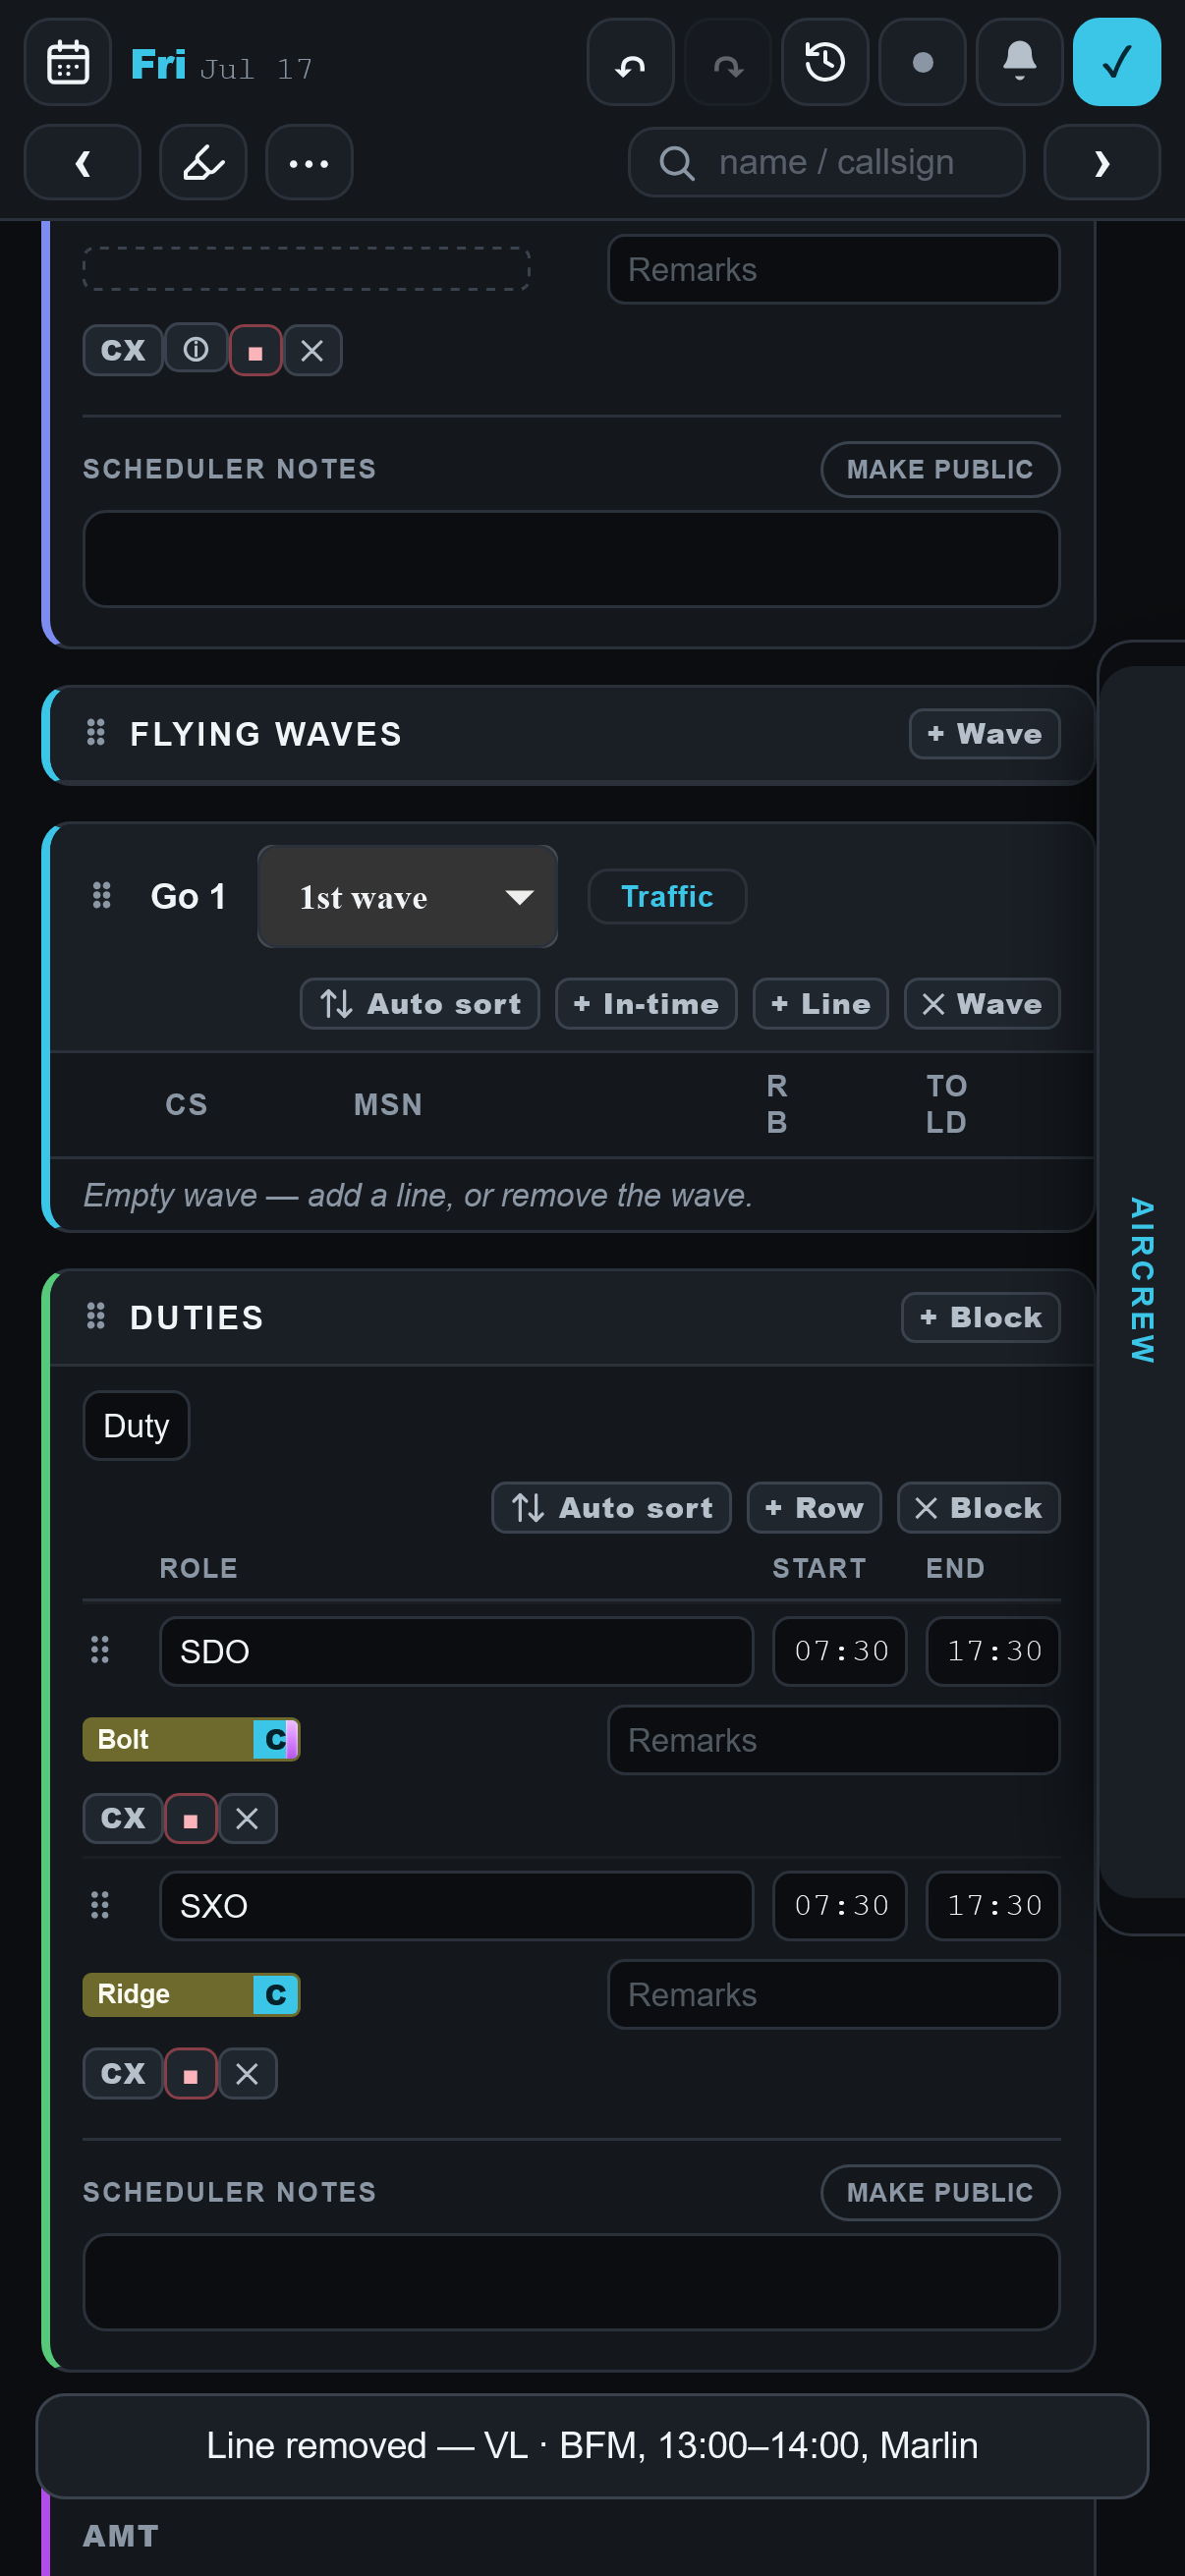 Fri Jul 17
name / callsign
Remarks
CX
SCHEDULER NOTES MAKE PUBLIC
FLYING WAVES + Wave
Go 1 1st wave Traffic
Auto sort + In-time + Line × Wave
CS MSN R TO
B LD
Empty wave — add a line, or remove the wave.
AIRCREW
DUTIES + Block
Duty
Auto sort + Row × Block
ROLE START END
SDO 07:30 17:30
Bolt C Remarks
CX
SXO 07:30 17:30
Ridge C Remarks
CX
SCHEDULER NOTES MAKE PUBLIC
Line removed — VL · BFM, 13:00–14:00, Marlin
AMT